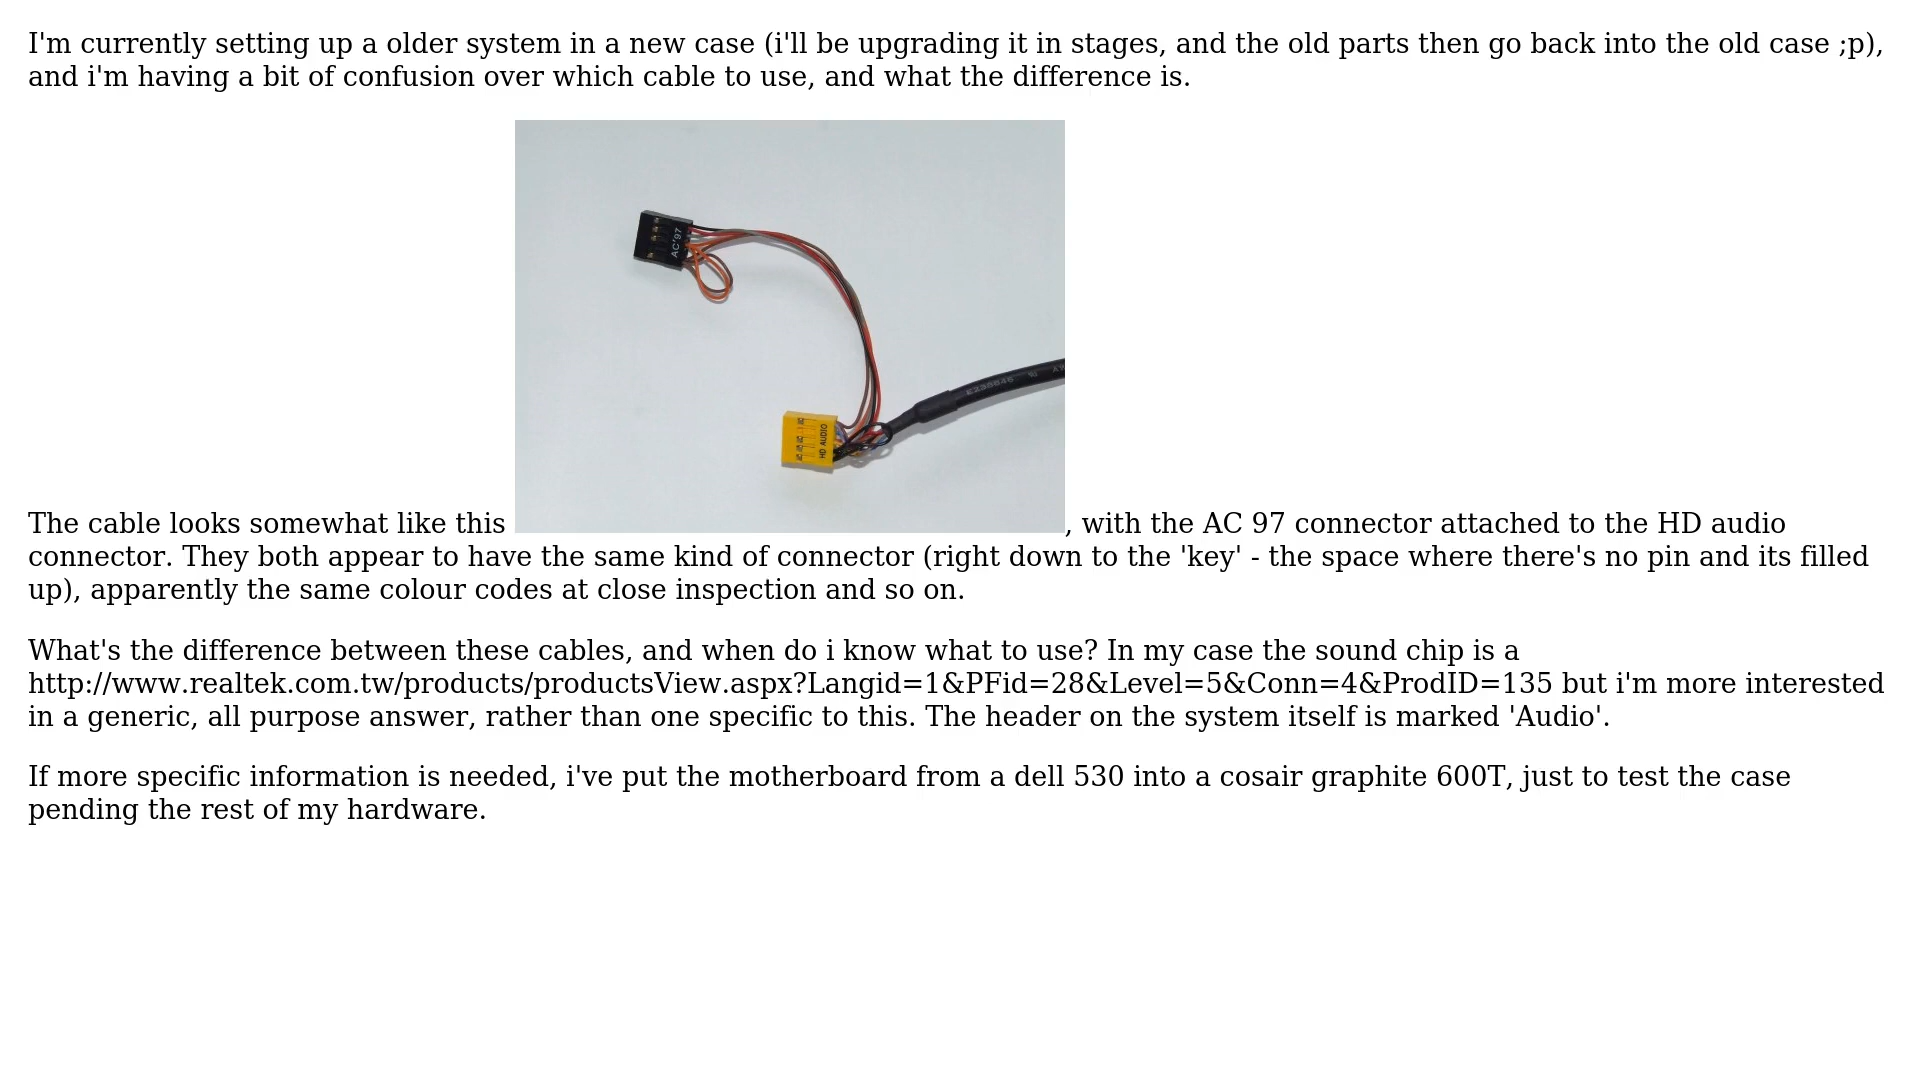 I'm currently setting up a older system in a new case (i'll be upgrading it in stages, and the old parts then go back into the old case ;p),
and i'm having a bit of confusion over which cable to use, and what the difference is.
AC'97
HD AUDIO
The cable looks somewhat like this , with the AC 97 connector attached to the HD audio
connector. They both appear to have the same kind of connector (right down to the 'key' - the space where there's no pin and its filled
up), apparently the same colour codes at close inspection and so on.
What's the difference between these cables, and when do i know what to use? In my case the sound chip is a
http://www.realtek.com.tw/products/productsView.aspx?Langid=1&PFid=28&Level=5&Conn=4&ProdID=135 but i'm more interested
in a generic, all purpose answer, rather than one specific to this. The header on the system itself is marked 'Audio'.
If more specific information is needed, i've put the motherboard from a dell 530 into a cosair graphite 600T, just to test the case
pending the rest of my hardware.